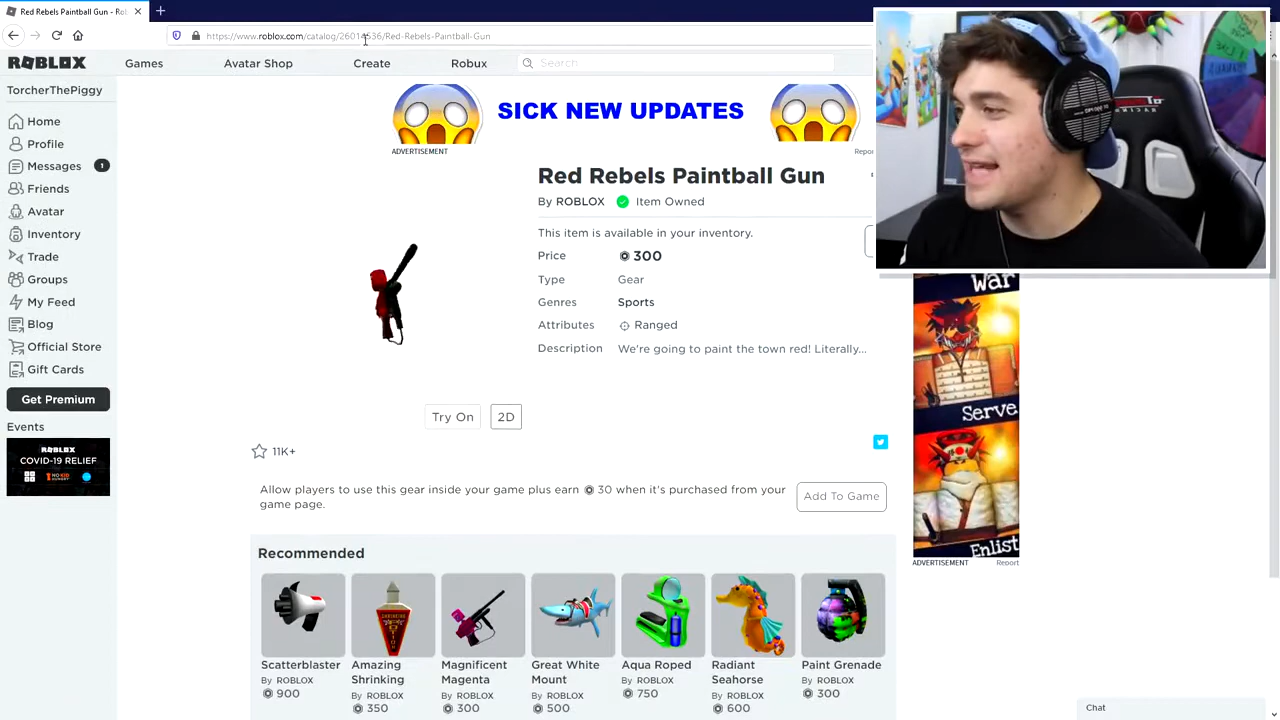 Red Rebels Paintball Gun - Ro
https://www.roblox.com/catalog/26014536/Red-Rebels-Paintball-Gun
ROBLOX
Games
Avatar Shop
Create
Robux
Search
TorcherThePiggy
Home
Profile
Messages 1
Friends
Avatar
Inventory
Trade
Groups
My Feed
Blog
Official Store
Gift Cards
Get Premium
Events
ROBLOX
COVID-19 RELIEF
NO KID HUNGRY
SICK NEW UPDATES
ADVERTISEMENT
Repor
Red Rebels Paintball Gun
By ROBLOX Item Owned
This item is available in your inventory.
Price 300
Type Gear
Genres Sports
Attributes Ranged
Description We're going to paint the town red! Literally...
Try On
2D
11K+
Allow players to use this gear inside your game plus earn 30 when it's purchased from your
game page.
Add To Game
War
Serve
Enlist
ADVERTISEMENT
Report
Recommended
Scatterblaster
By ROBLOX
900
Amazing
Shrinking
By ROBLOX
350
Magnificent
Magenta
By ROBLOX
300
Great White
Mount
By ROBLOX
500
Aqua Roped
By ROBLOX
750
Radiant
Seahorse
By ROBLOX
600
Paint Grenade
By ROBLOX
300
Chat